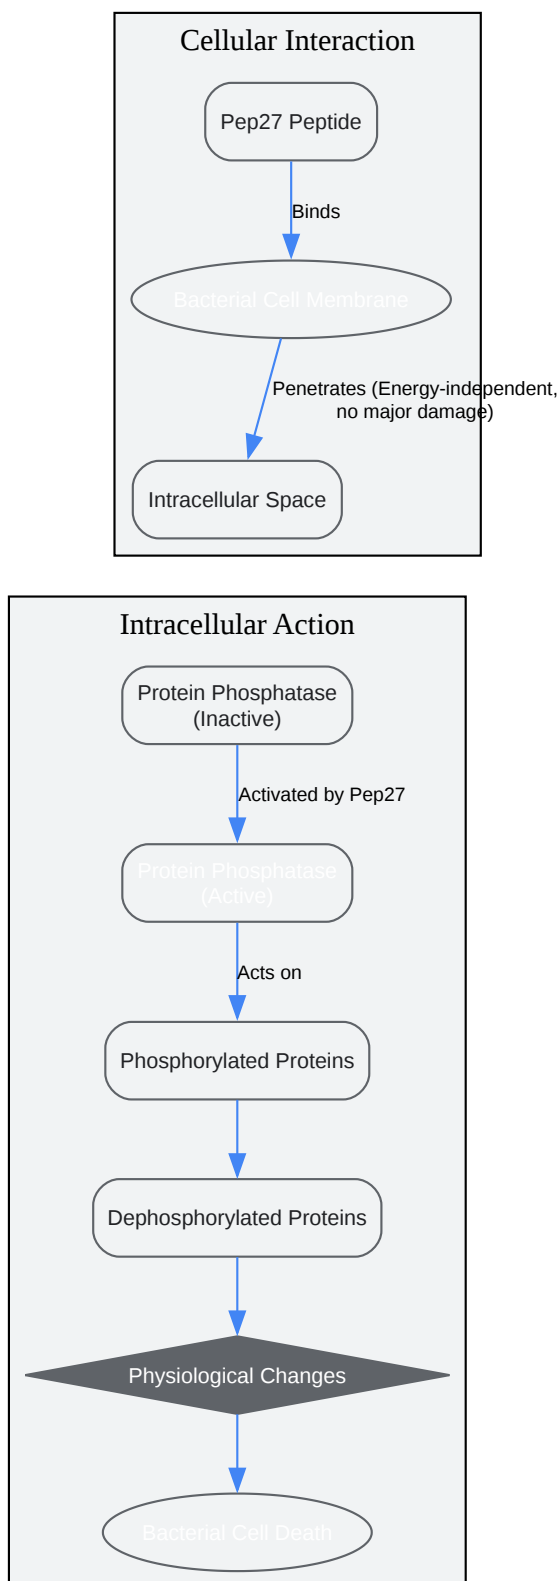 Cellular Interaction
Pep27 Peptide
Binds
Bacterial Cell Membrane
Penetrates (Energy-independent,
no major damage)
Intracellular Space
Intracellular Action
Protein Phosphatase
(Inactive)
Activated by Pep27
Protein Phosphatase
(Active)
Acts on
Phosphorylated Proteins
Dephosphorylated Proteins
Physiological Changes
Bacterial Cell Death